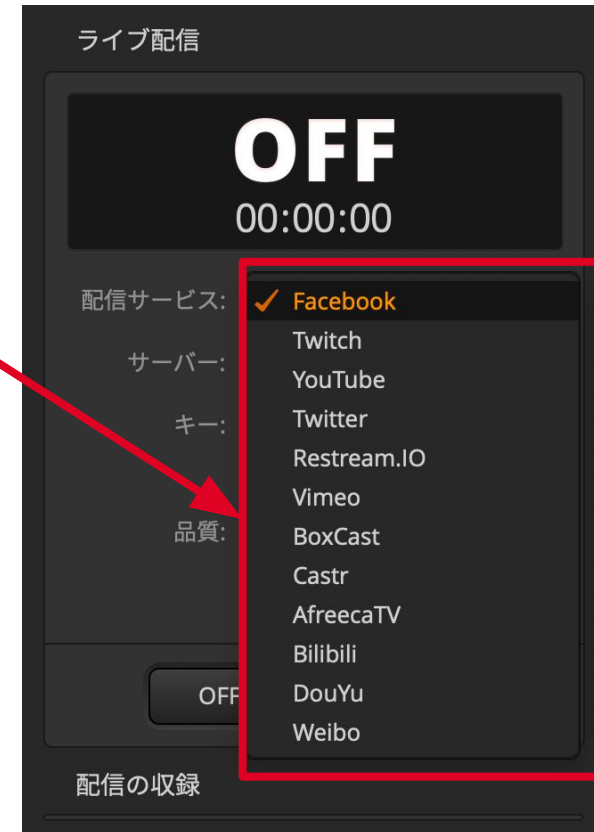 ライブ配信
OFF
00:00:00
配信サービス:
✓ Facebook
Twitch
サーバー:
YouTube
キー:
Twitter
Restream.IO
Vimeo
品質:
BoxCast
Castr
AfreecaTV
Bilibili
OFF
DouYu
Weibo
配信の収録